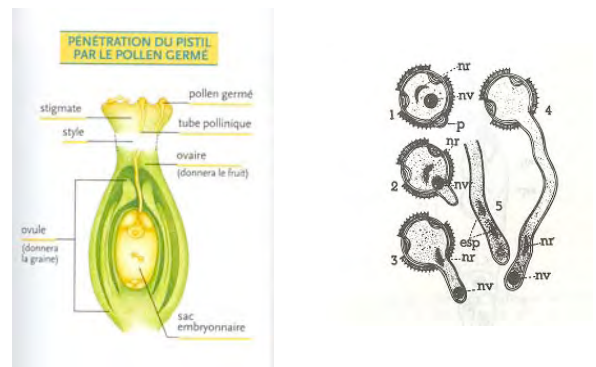 PÉNÉTRATION DU PISTIL
PAR LE POLLEN GERMÉ
pollen germé
stigmate
tube pollinique
style
ovaire
(donnera le fruit)
ovule
(donnera
la graine)
sac
embryonnaire
nr
nv
1
p
4
nr
2
nv
5
esp
nr
3
nv
nr
nv